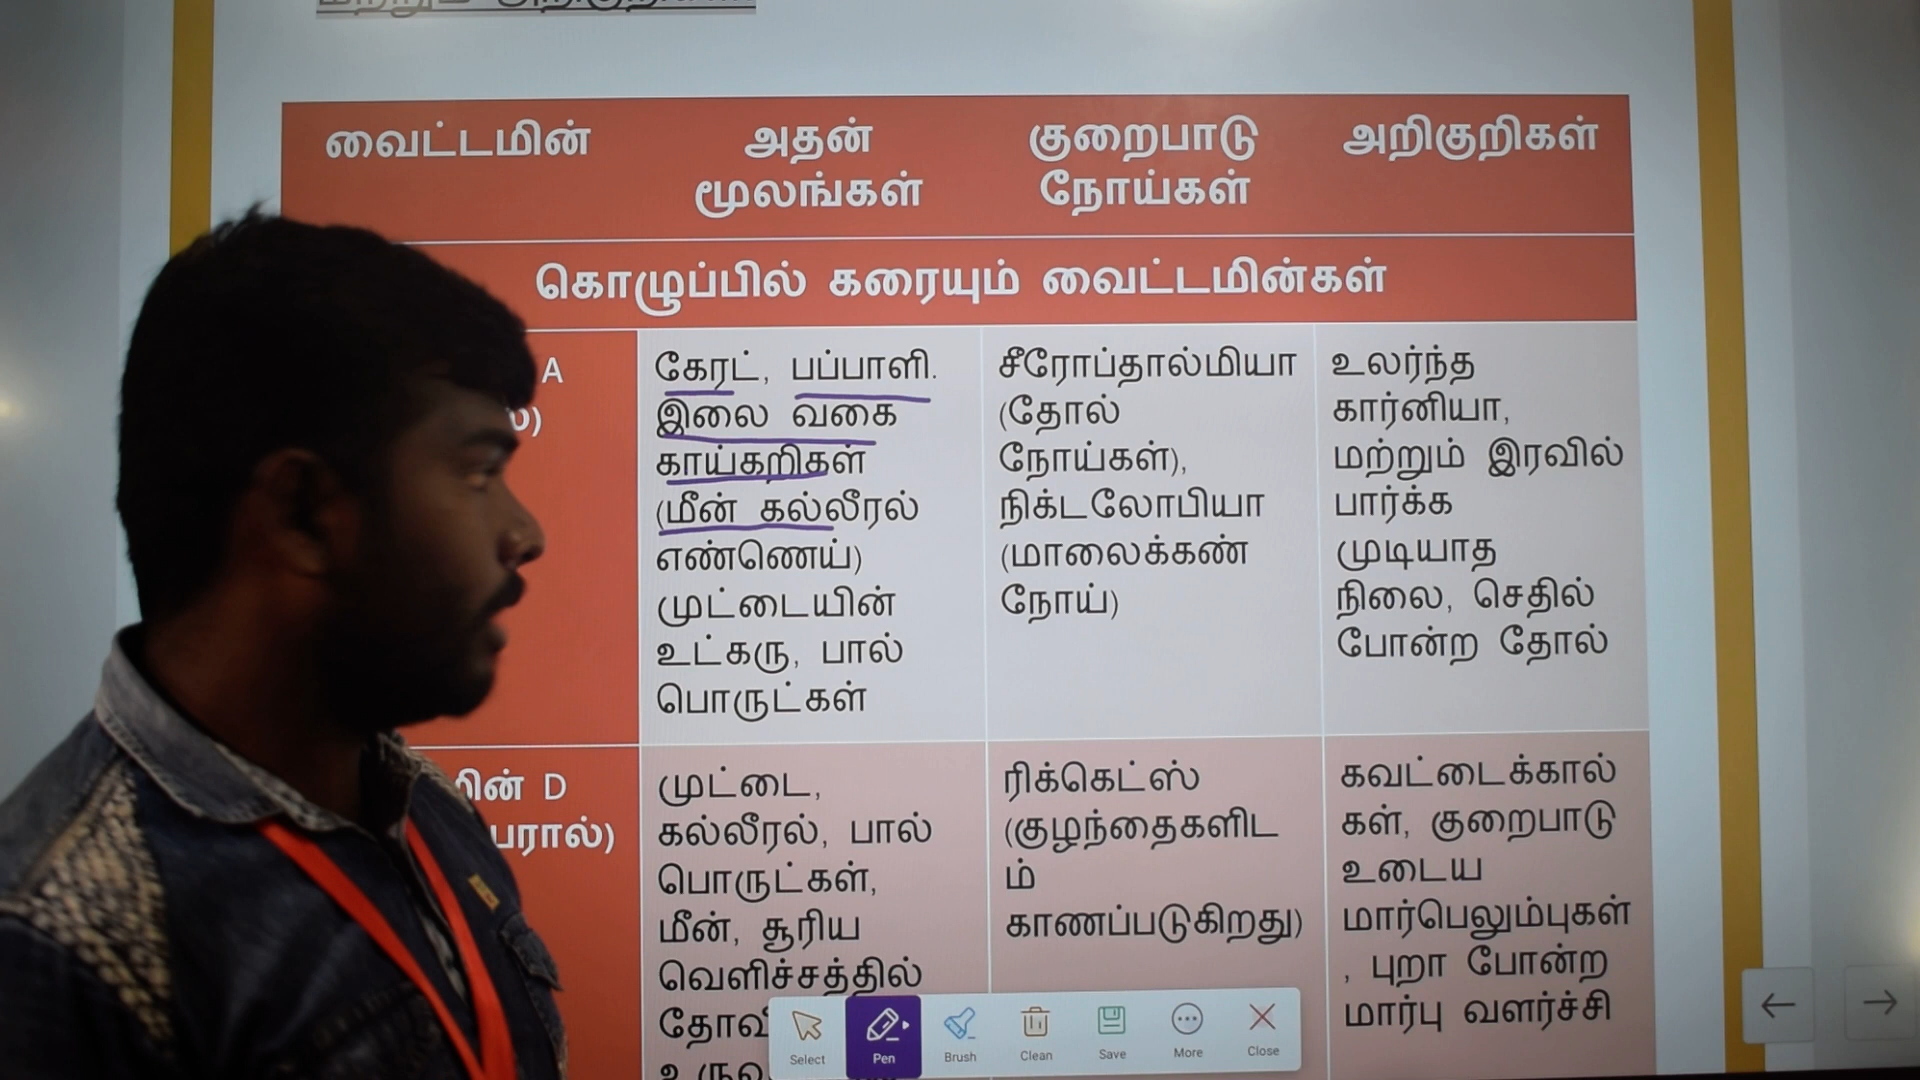 வைட்டமின்
அதன்
மூலங்கள்
குறைபாடு
நோய்கள்
அறிகுறிகள்
கொழுப்பில் கரையும் வைட்டமின்கள்
A
கேரட், பப்பாளி.
இலை வகை
காய்கறிகள்
(மீன் கல்லீரல்
எண்ணெய்)
முட்டையின்
உட்கரு, பால்
பொருட்கள்
சீரோப்தால்மியா
(தோல்
நோய்கள்),
நிக்டலோபியா
(மாலைக்கண்
நோய்)
உலர்ந்த
கார்னியா,
மற்றும் இரவில்
பார்க்க
முடியாத
நிலை, செதில்
போன்ற தோல்
D
முட்டை,
கல்லீரல், பால்
பொருட்கள்,
மீன், சூரிய
வெளிச்சத்தில்
ரிக்கெட்ஸ்
(குழந்தைகளிட
ம்
காணப்படுகிறது)
கவட்டைக்கால்
கள், குறைபாடு
உடைய
மார்பெலும்புகள்
, புறா போன்ற
மார்பு வளர்ச்சி
Select
Pen
Brush
Clean
Save
More
Close